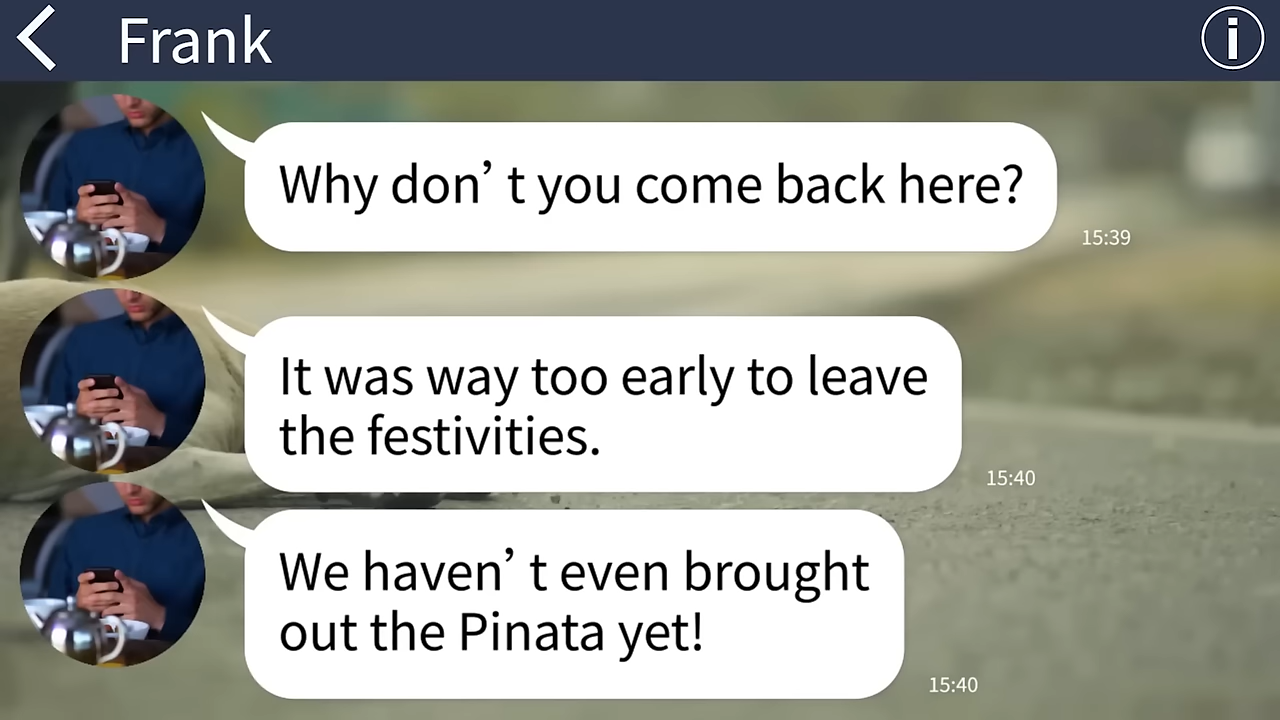 Frank
Why don’t you come back here?
15:39
It was way too early to leave
the festivities.
15:40
We haven’t even brought
out the Pinata yet!
15:40